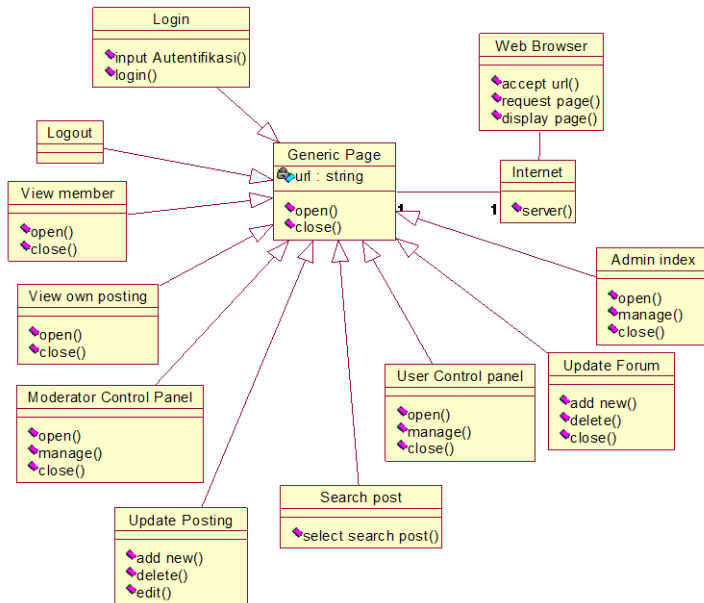 Login
input Autentifikasi()
login()
Web Browser
accept url()
request page()
display page()
Logout
Generic Page
url : string
open()
close()
Internet
server()
1
1
View member
open()
close()
Admin index
open()
manage()
close()
View own posting
open()
close()
Moderator Control Panel
open()
manage()
close()
User Control panel
open()
manage()
close()
Update Forum
add new()
delete()
close()
Search post
select search post()
Update Posting
add new()
delete()
edit()